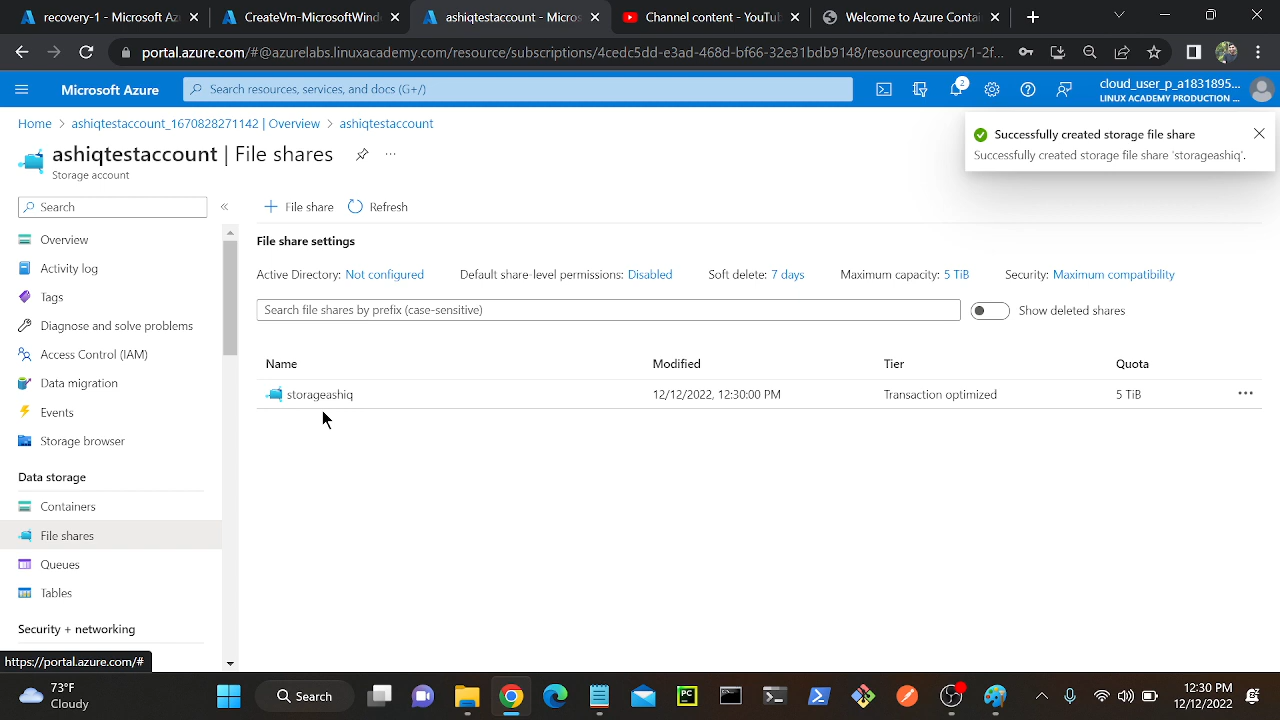 recovery-1 - Microsoft Az
CreateVm-MicrosoftWind
ashiqtestaccount - Micros
Channel content - YouTu
Welcome to Azure Contai
portal.azure.com/#@azurelabs.linuxacademy.com/resource/subscriptions/4cedc5dd-e3ad-468d-bf66-32e31bdb9148/resourcegroups/1-2f...
Microsoft Azure
Search resources, services, and docs (G+/)
2
cloud_user_p_a1831895...
LINUX ACADEMY PRODUCTION ...
Home > ashiqtestaccount_1670828271142 | Overview > ashiqtestaccount
Successfully created storage file share
Successfully created storage file share 'storageashiq'.
ashiqtestaccount | File shares
...
Storage account
Search
«
File share
Refresh
Overview
Activity log
Tags
Diagnose and solve problems
Access Control (IAM)
Data migration
Events
Storage browser
Data storage
Containers
File shares
Queues
Tables
Security + networking
File share settings
Active Directory: Not configured
Default share-level permissions: Disabled
Soft delete: 7 days
Maximum capacity: 5 TiB
Security: Maximum compatibility
Search file shares by prefix (case-sensitive)
Show deleted shares
Name Modified Tier Quota
storageashiq 12/12/2022, 12:30:00 PM Transaction optimized 5 TiB
https://portal.azure.com/#
73°F
Cloudy
Search
PC
12:30 PM
12/12/2022